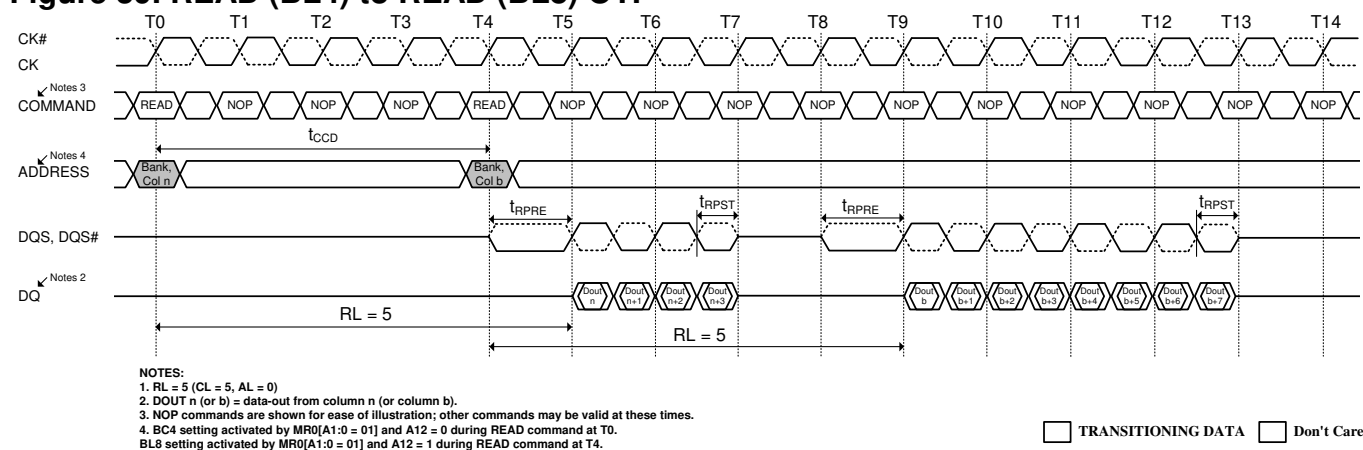 Figure 35. READ (BL4) to READ (BL8) OTF
T0 T1 T2 T3 T4 T5 T6 T7 T8 T9 T10 T11 T12 T13 T14
CK#
CK
Notes 3
COMMAND READ NOP NOP NOP READ NOP NOP NOP NOP NOP NOP NOP NOP NOP NOP
tCCD
Notes 4
ADDRESS
Bank, Col n
Bank, Col b
tRPRE tRPST tRPRE tRPST
DQS, DQS#
Notes 2
DQ
Dout n Dout n+1 Dout n+2 Dout n+3 Dout b Dout b+1 Dout b+2 Dout b+3 Dout b+4 Dout b+5 Dout b+6 Dout b+7
RL = 5
RL = 5
NOTES:
1. RL = 5 (CL = 5, AL = 0)
2. DOUT n (or b) = data-out from column n (or column b).
3. NOP commands are shown for ease of illustration; other commands may be valid at these times.
4. BC4 setting activated by MR0[A1:0 = 01] and A12 = 0 during READ command at T0.
BL8 setting activated by MR0[A1:0 = 01] and A12 = 1 during READ command at T4.
TRANSITIONING DATA Don't Care